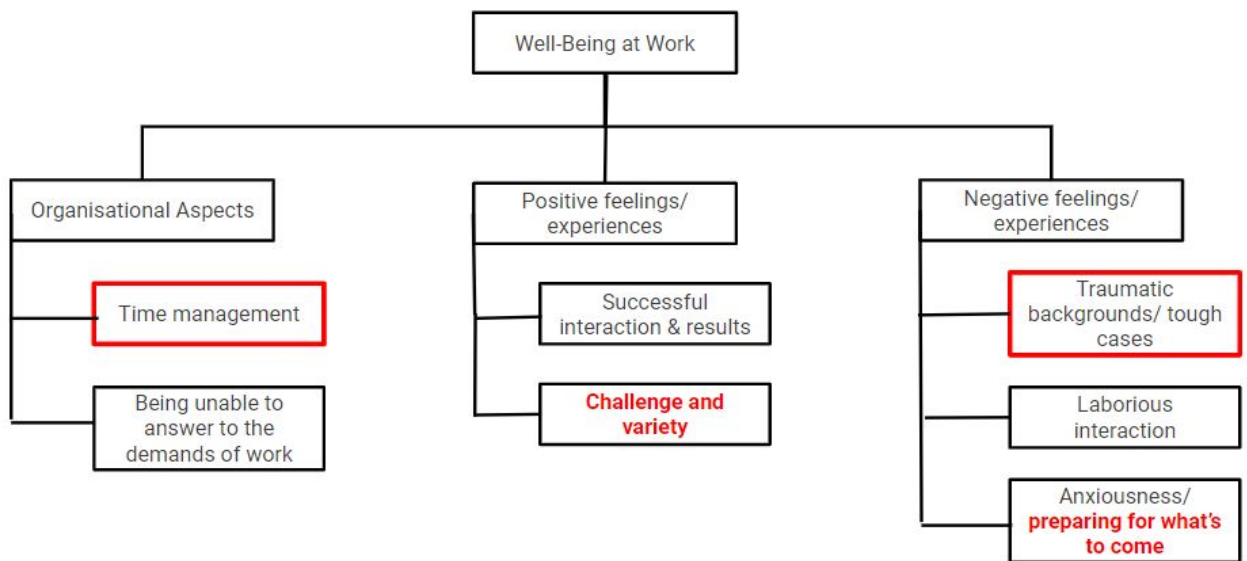 Well-Being at Work
Organisational Aspects
Time management
Being unable to
answer to the
demands of work
Positive feelings/
experiences
Successful
interaction & results
Challenge and
variety
Negative feelings/
experiences
Traumatic
backgrounds/ tough
cases
Laborious
interaction
Anxiousness/
preparing for what's
to come